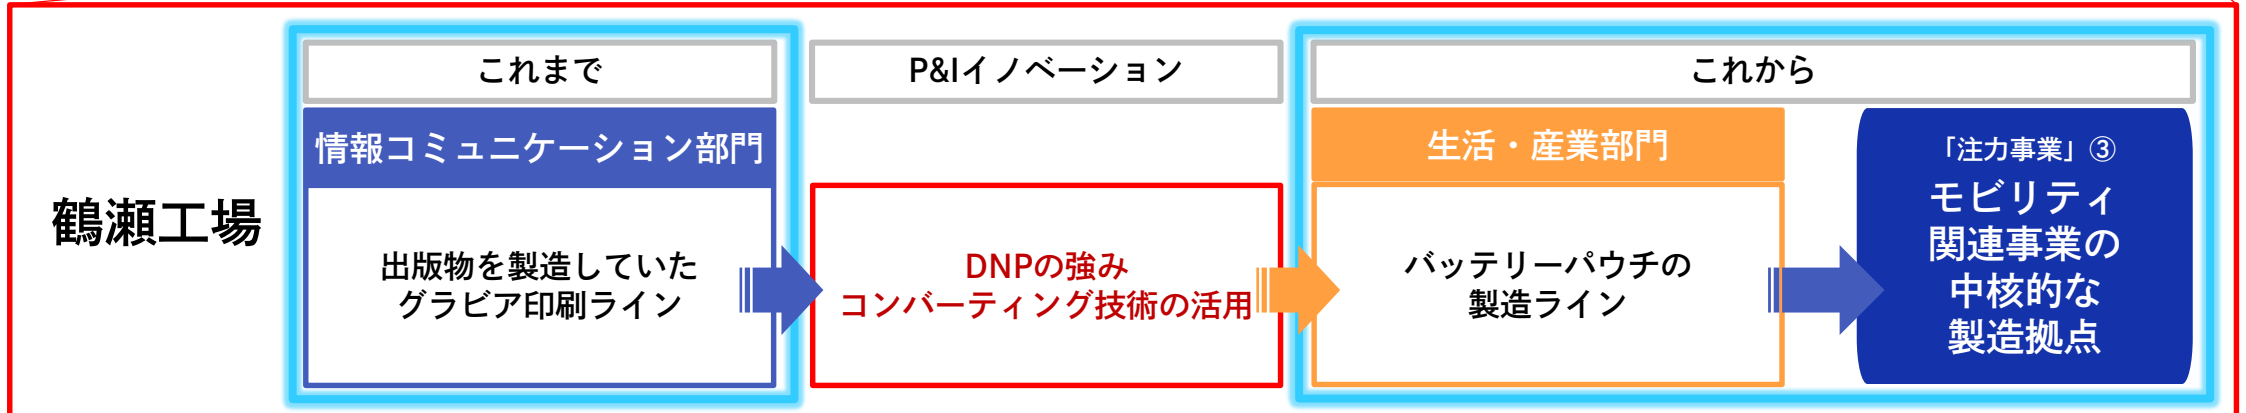 鶴瀬工場
これまで
情報コミュニケーション部門
出版物を製造していた
グラビア印刷ライン
P&Iイノベーション
DNPの強み
コンバーティング技術の活用
これから
生活・産業部門
バッテリーパウチの
製造ライン
「注力事業」③
モビリティ
関連事業の
中核的な
製造拠点